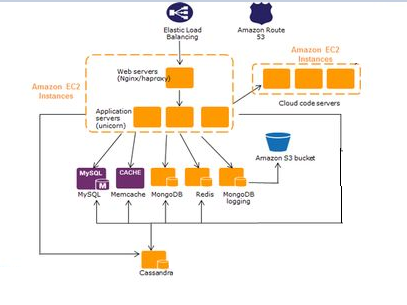 Elastic Load
Balancing
Amazon Route
53
Web servers
(Nginx/haproxy)
Amazon EC2
Instances
Amazon EC2
Instances
Application
servers
(unicorn)
Cloud code servers
Amazon S3 bucket
MySQL
M
CACHE
MySQL
Memcache
MongoDB
Redis
MongoDB
logging
Cassandra